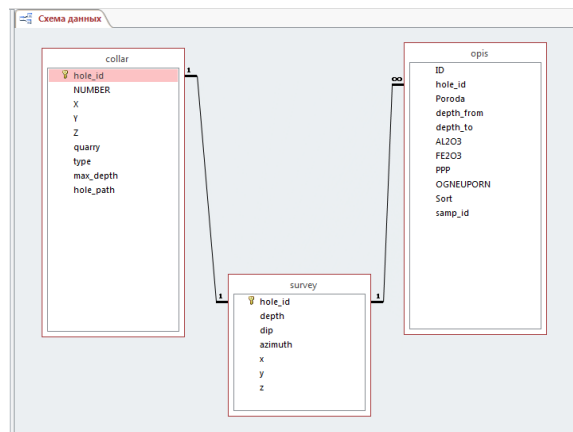 Схема данных
collar
hole_id
NUMBER
X
Y
Z
quarry
type
max_depth
hole_path
opis
ID
hole_id
Poroda
depth_from
depth_to
AL2O3
FE2O3
PPP
OGNEUPORN
Sort
samp_id
survey
hole_id
depth
dip
azimuth
x
y
z
1
∞
1
1